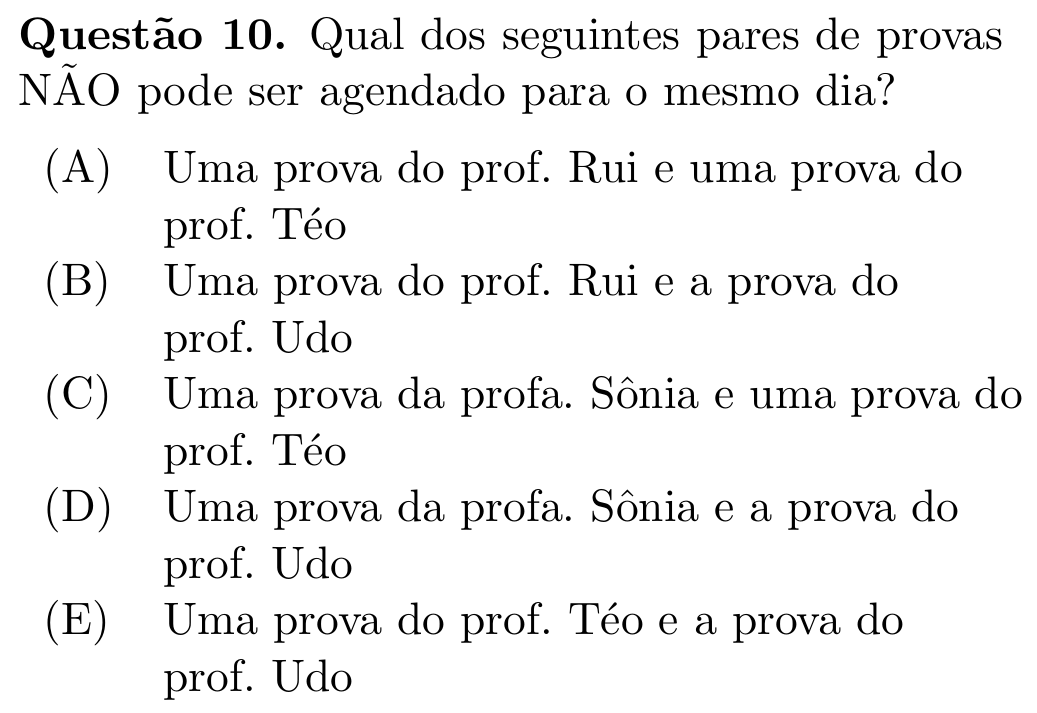 Questão 10. Qual dos seguintes pares de provas
NÃO pode ser agendado para o mesmo dia?
(A) Uma prova do prof. Rui e uma prova do
prof. Téo
(B) Uma prova do prof. Rui e a prova do
prof. Udo
(C) Uma prova da profa. Sônia e uma prova do
prof. Téo
(D) Uma prova da profa. Sônia e a prova do
prof. Udo
(E) Uma prova do prof. Téo e a prova do
prof. Udo